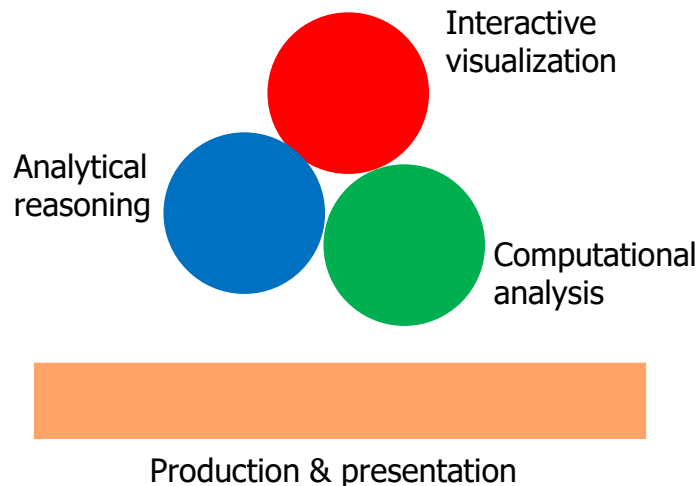 Interactive
visualization
Analytical
reasoning
Computational
analysis
Production & presentation